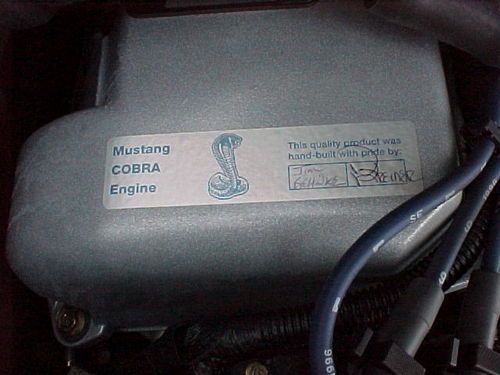 Mustang
COBRA
Engine
This quality product was
hand-built with pride by: